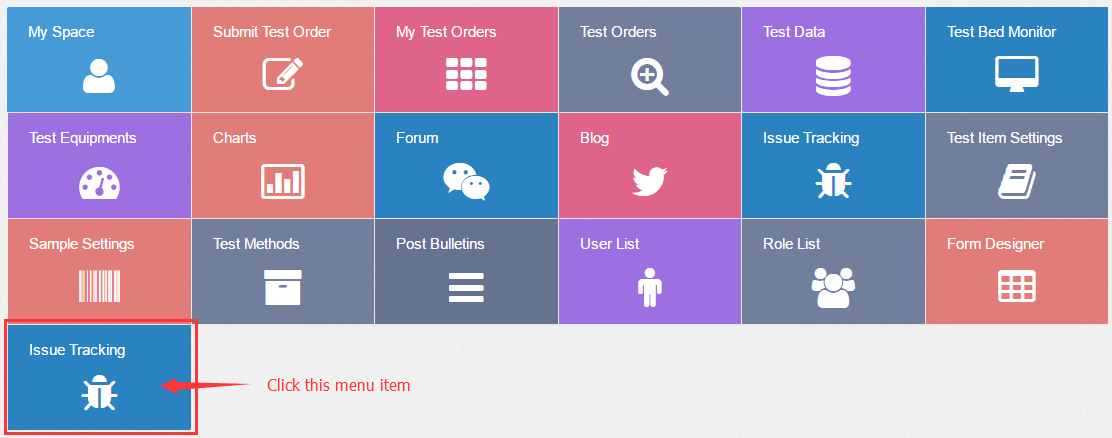 My Space
Submit Test Order
My Test Orders
Test Orders
Test Data
Test Bed Monitor
Test Equipments
Charts
Forum
Blog
Issue Tracking
Test Item Settings
Sample Settings
Test Methods
Post Bulletins
User List
Role List
Form Designer
Issue Tracking
Click this menu item